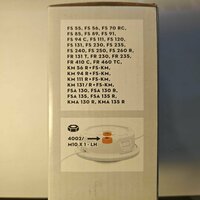 FS 55, FS 56, FS 70 RC,
FS 85, FS 89, FS 91,
FS 94 C, FS 111, FS 120,
FS 131, FS 230, FS 235,
FS 240, FS 250, FS 260 R,
FR 131 T, FR 230, FR 235,
FR 410 C, FR 460 TC,
KM 56 R + FS-KM,
KM 94 R + FS-KM,
KM 111 R + FS-KM,
KM 131 / R + FS-KM,
FSA 130, FSA 130 R,
FSA 135, FSA 135 R,
KMA 130 R, KMA 135 R
4003/
M10 X 1 - LH